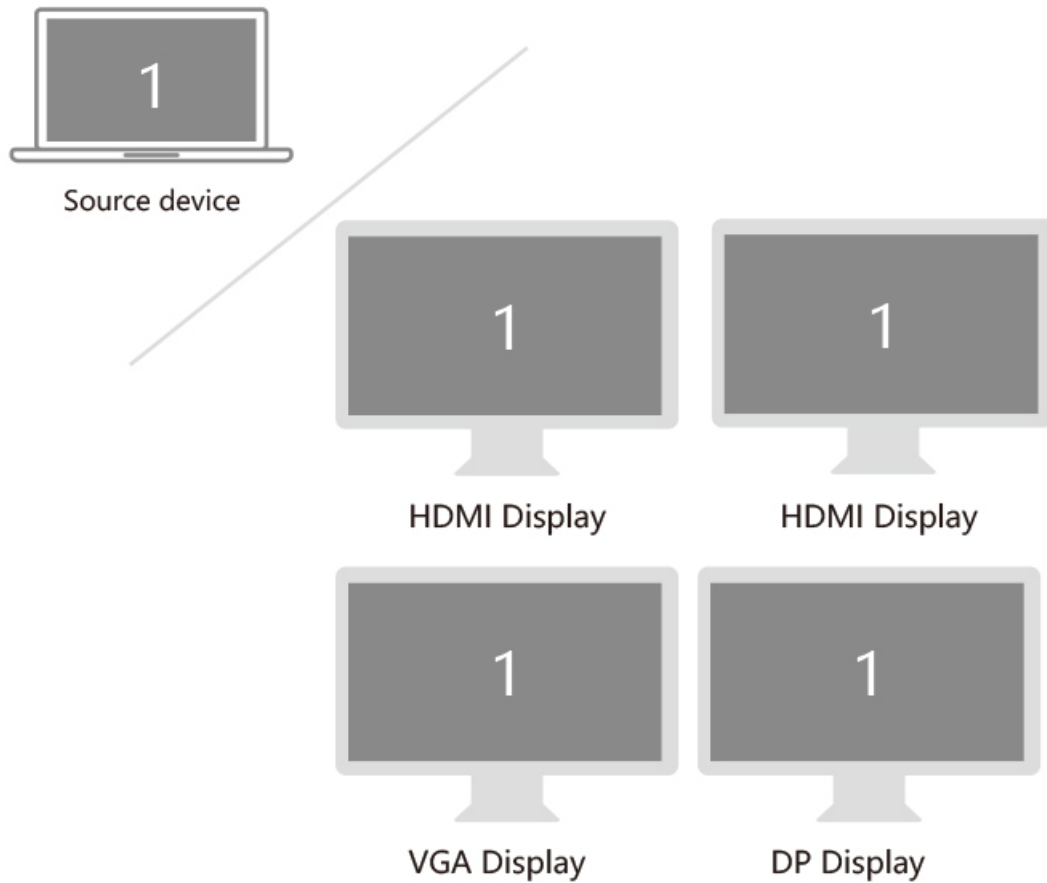 1
Source device
1
1
HDMI Display
HDMI Display
1
1
VGA Display
DP Display